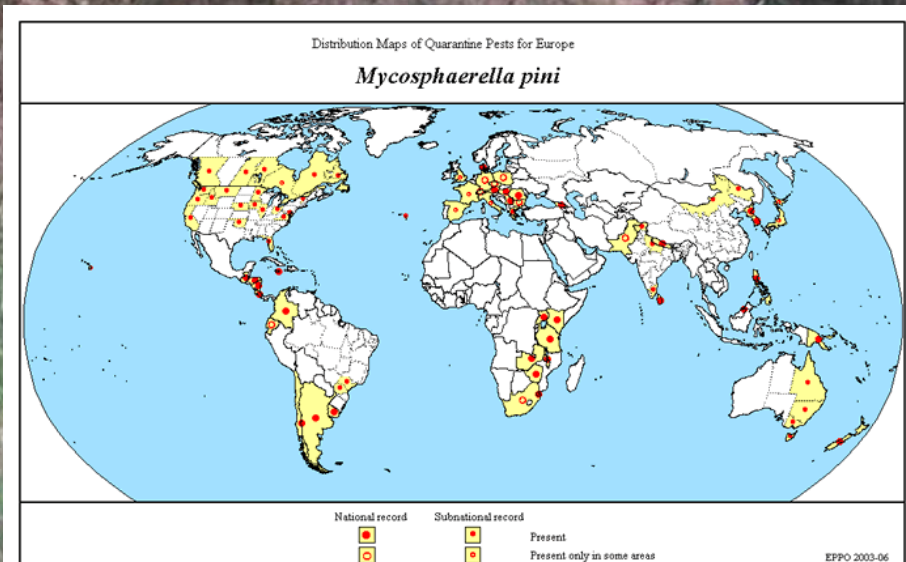 Distribution Maps of Quarantine Pests for Europe
Mycosphaerella pini
National record Subnational record
Present
Present only in some areas
EPPO 2003-06